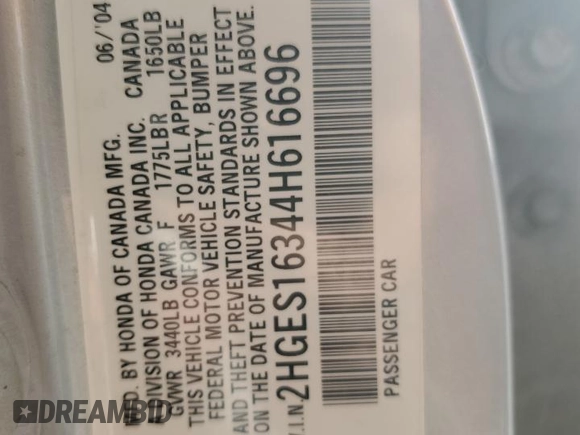 MFD. BY HONDA OF CANADA MFG. 06/'04
DIVISION OF HONDA CANADA INC. CANADA
GVWR 3440LB GAWR F 1775LBR 1650LB
THIS VEHICLE CONFORMS TO ALL APPLICABLE
FEDERAL MOTOR VEHICLE SAFETY, BUMPER
AND THEFT PREVENTION STANDARDS IN EFFECT
ON THE DATE OF MANUFACTURE SHOWN ABOVE.
V.I.N 2HGES16344H616696
PASSENGER CAR
DREAMBID